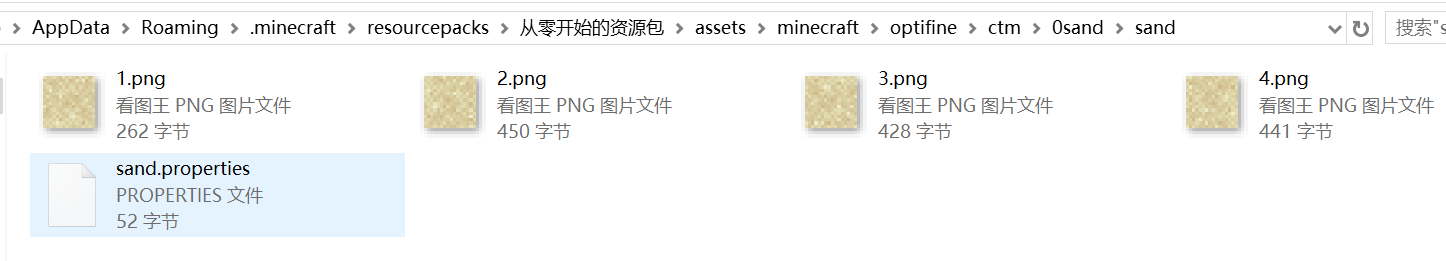 AppData > Roaming > .minecraft > resourcepacks > 从零开始的资源包 > assets > minecraft > optifine > ctm > 0sand > sand
搜索"s
1.png
看图王 PNG 图片文件
262 字节
2.png
看图王 PNG 图片文件
450 字节
3.png
看图王 PNG 图片文件
428 字节
4.png
看图王 PNG 图片文件
441 字节
sand.properties
PROPERTIES 文件
52 字节